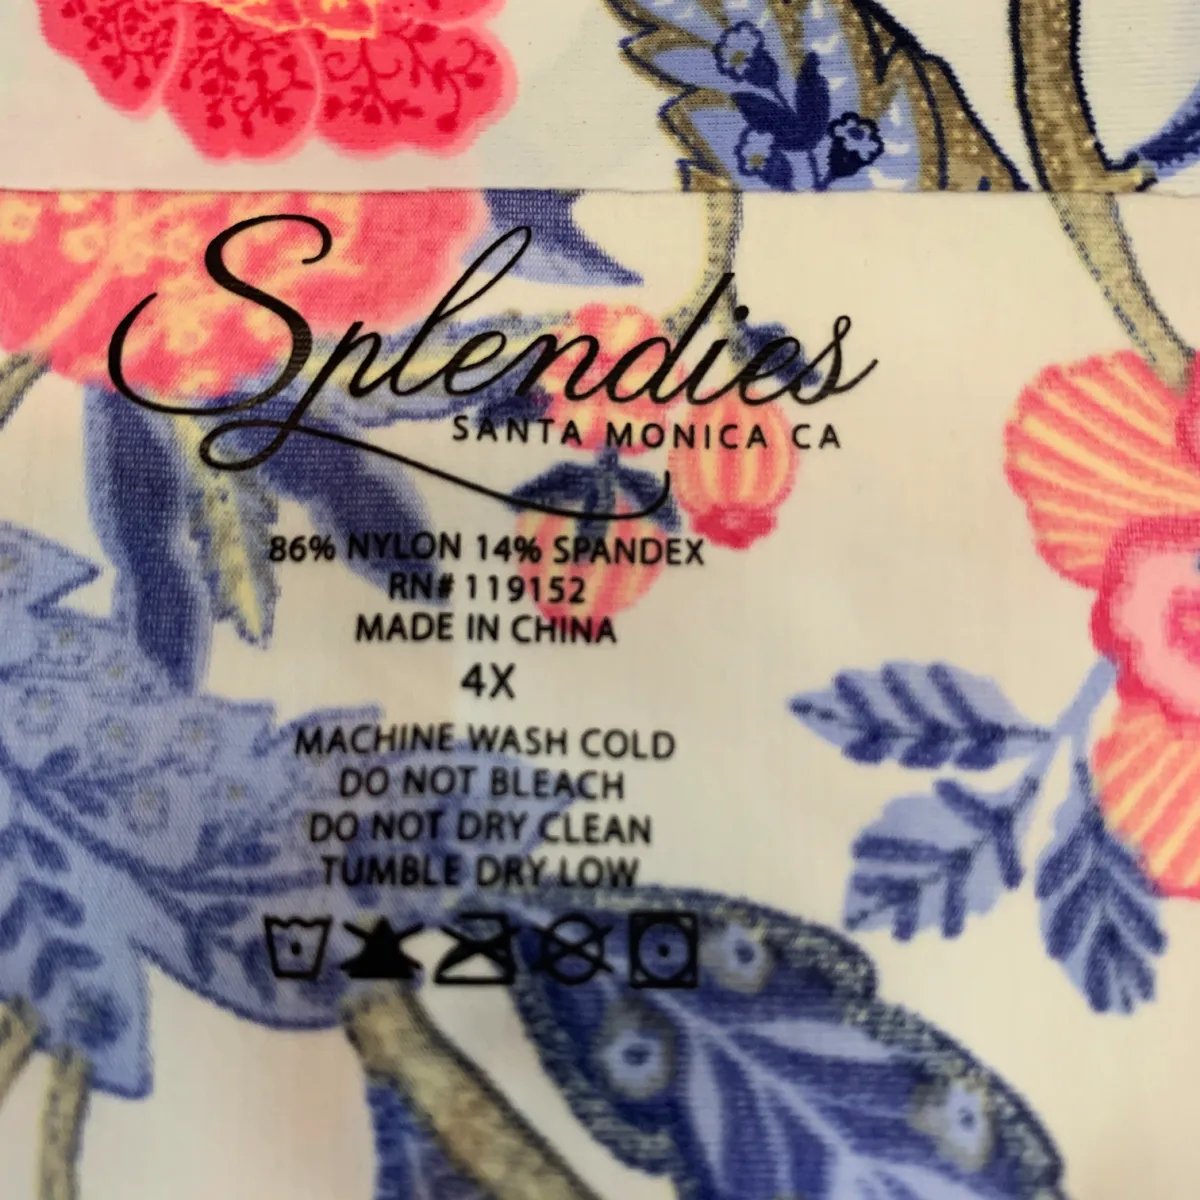 Splendies
SANTA MONICA CA
86% NYLON 14% SPANDEX
RN# 119152
MADE IN CHINA
4X
MACHINE WASH COLD
DO NOT BLEACH
DO NOT DRY CLEAN
TUMBLE DRY LOW